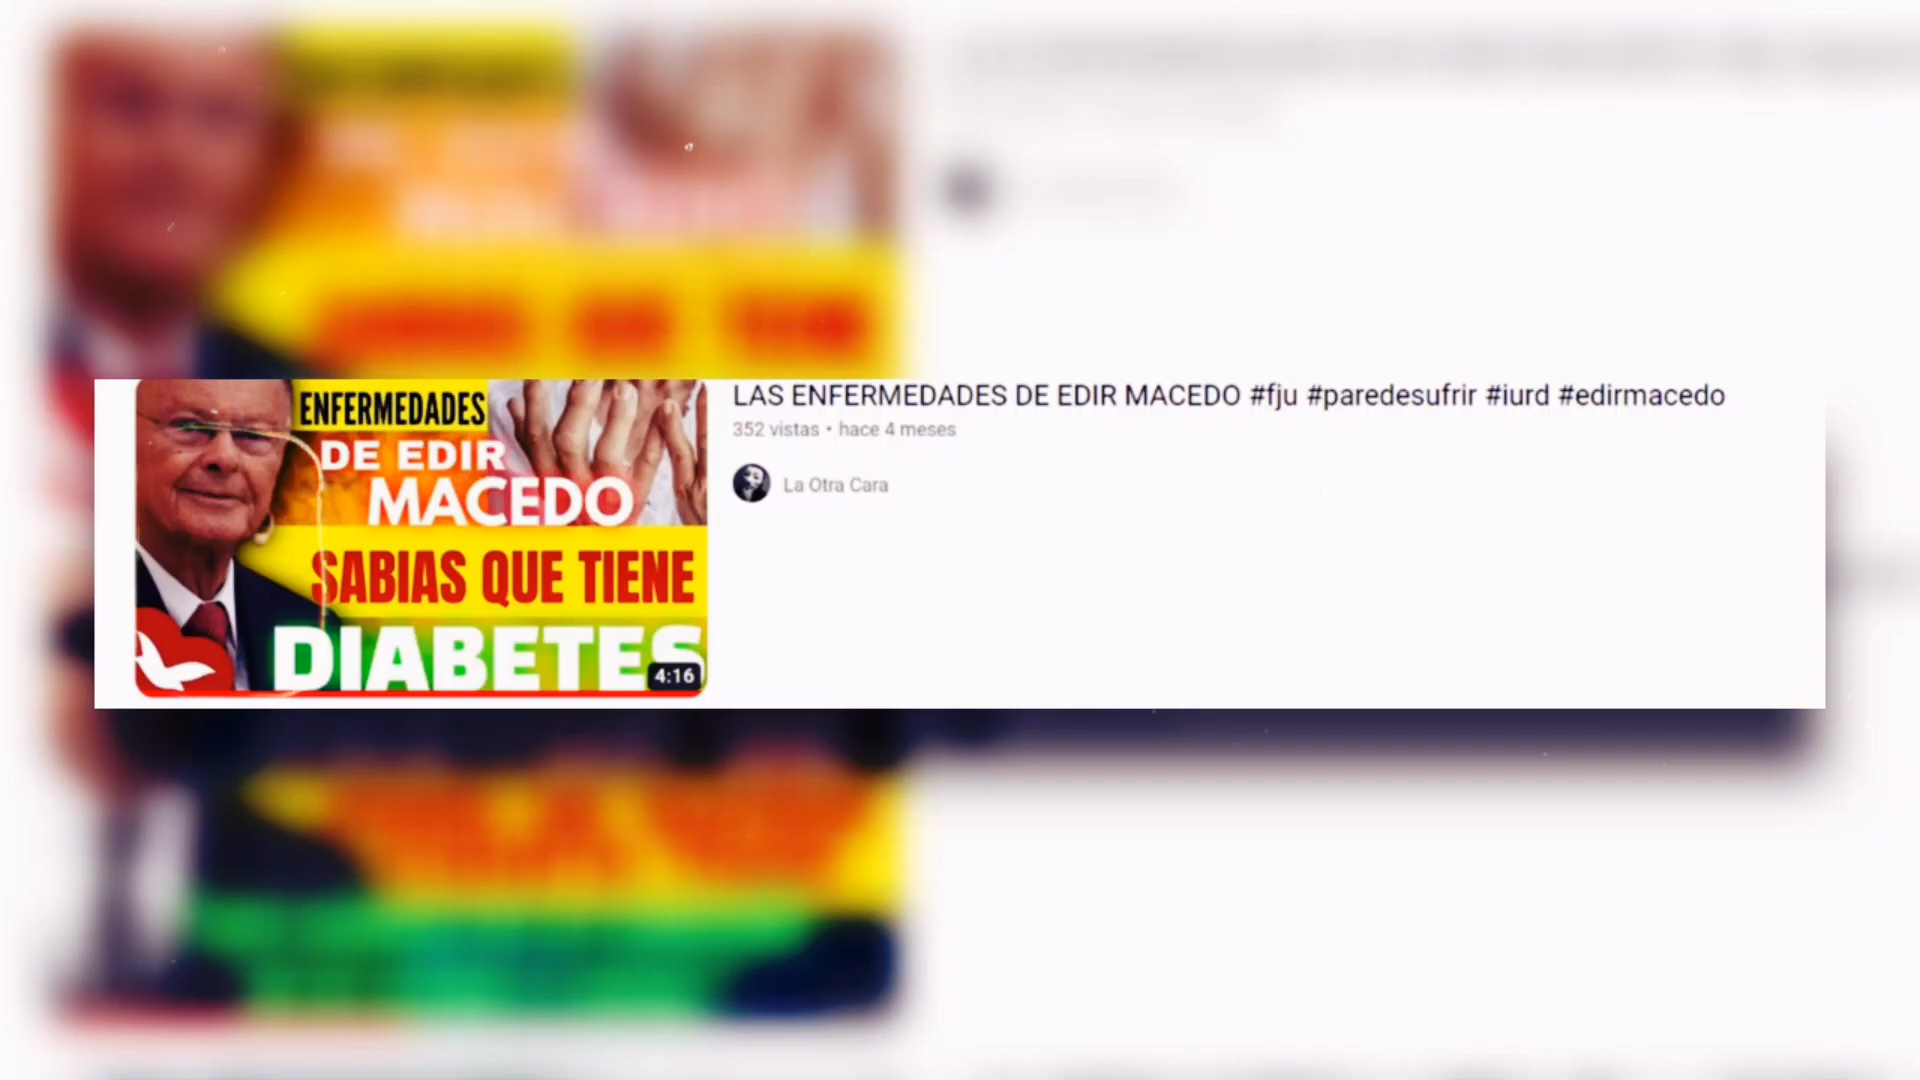 ENFERMEDADES
DE EDIR
MACEDO
SABIAS QUE TIENE
DIABETES
4:16
LAS ENFERMEDADES DE EDIR MACEDO #fju #paredesufrir #iurd #edirmacedo
352 vistas • hace 4 meses
La Otra Cara